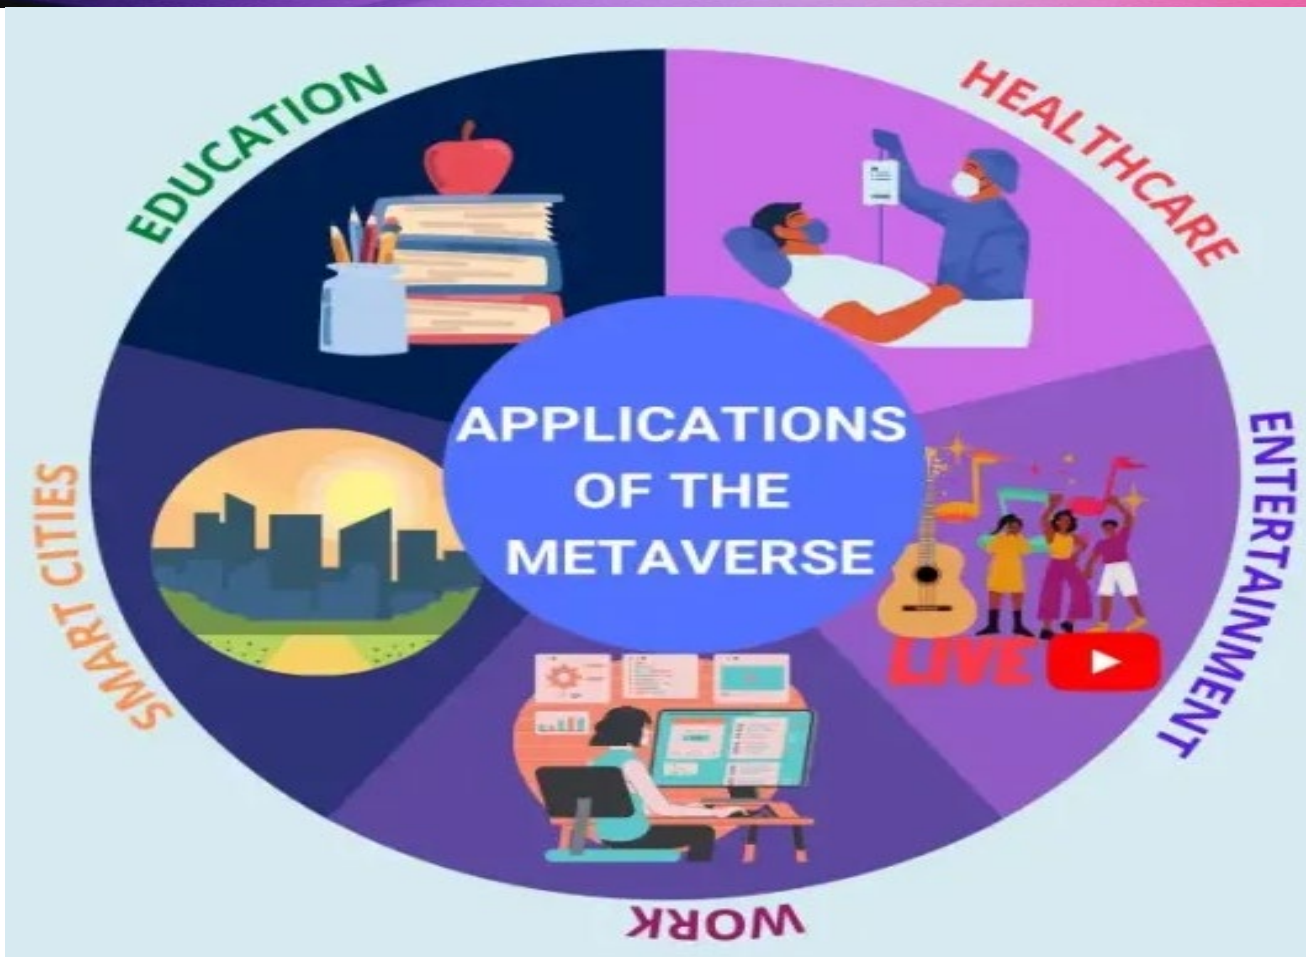 EDUCATION
HEALTHCARE
APPLICATIONS
OF THE
METAVERSE
ENTERTAINMENT
LIVE
SMART CITIES
WORK